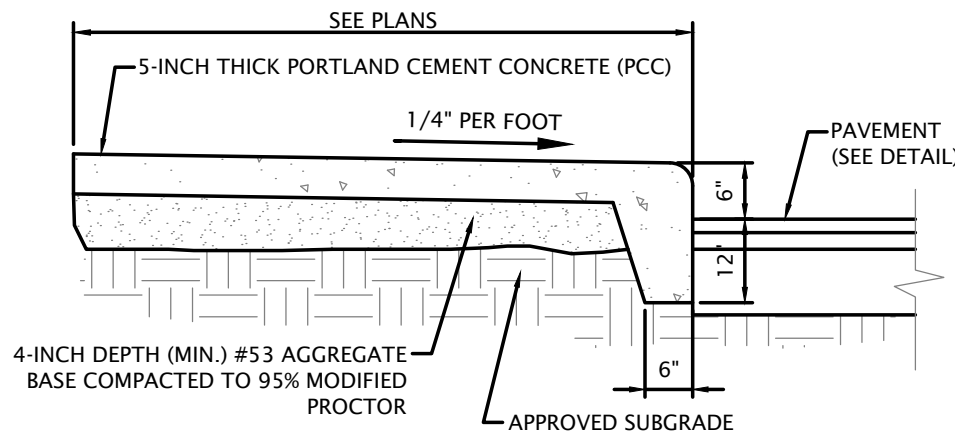 SEE PLANS
5-INCH THICK PORTLAND CEMENT CONCRETE (PCC)
1/4" PER FOOT
PAVEMENT
(SEE DETAIL)
6"
12"
4-INCH DEPTH (MIN.) #53 AGGREGATE
BASE COMPACTED TO 95% MODIFIED
PROCTOR
6"
APPROVED SUBGRADE